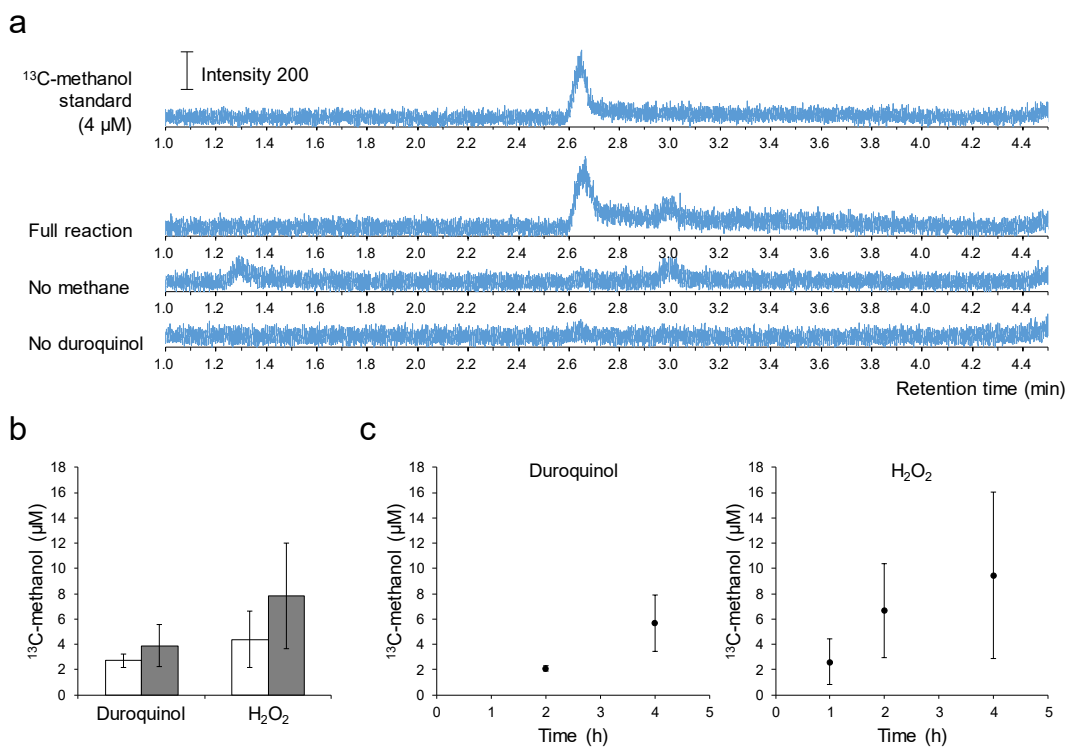 a
¹³C-methanol
standard
(4 µM)
Intensity 200
1.0 1.2 1.4 1.6 1.8 2.0 2.2 2.4 2.6 2.8 3.0 3.2 3.4 3.6 3.8 4.0 4.2 4.4
Full reaction
1.0 1.2 1.4 1.6 1.8 2.0 2.2 2.4 2.6 2.8 3.0 3.2 3.4 3.6 3.8 4.0 4.2 4.4
No methane
1.0 1.2 1.4 1.6 1.8 2.0 2.2 2.4 2.6 2.8 3.0 3.2 3.4 3.6 3.8 4.0 4.2 4.4
No duroquinol
1.0 1.2 1.4 1.6 1.8 2.0 2.2 2.4 2.6 2.8 3.0 3.2 3.4 3.6 3.8 4.0 4.2 4.4
Retention time (min)
b
¹³C-methanol (µM)
18
16
14
12
10
8
6
4
2
0
Duroquinol H₂O₂
c
Duroquinol
¹³C-methanol (µM)
18
16
14
12
10
8
6
4
2
0
0 1 2 3 4 5
Time (h)
H₂O₂
¹³C-methanol (µM)
18
16
14
12
10
8
6
4
2
0
0 1 2 3 4 5
Time (h)